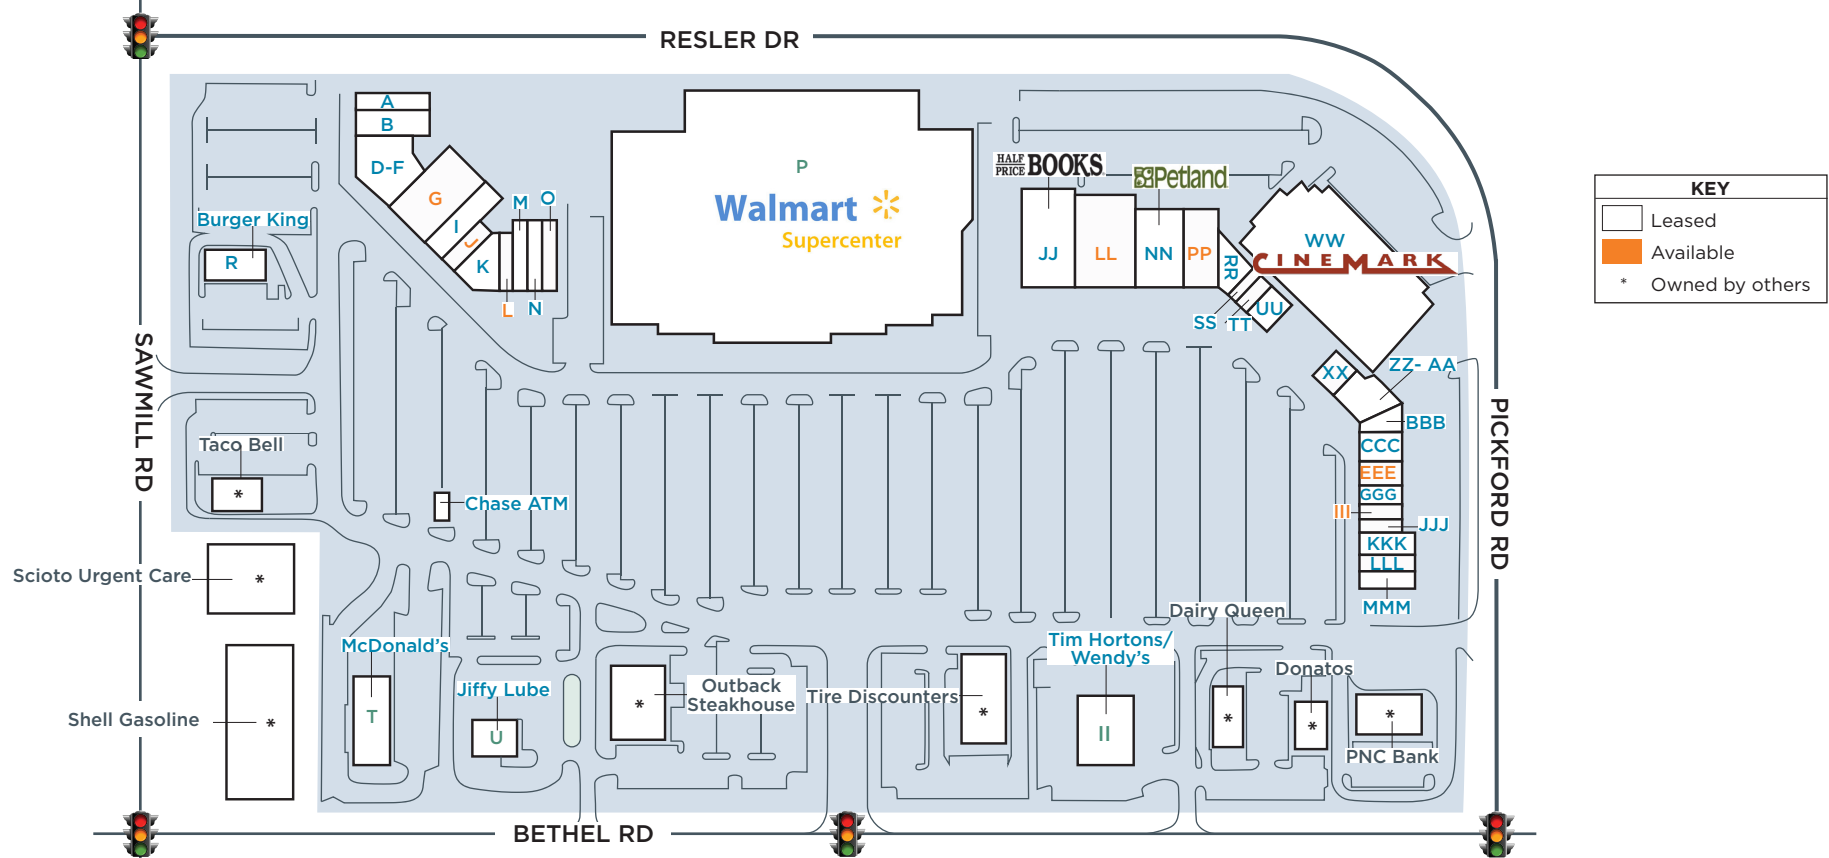 RESLER DR
A
B
D-F
G
I
J
K
L
M
N
O
P
Walmart
Supercenter
HALF PRICE BOOKS
Petland
JJ
LL
NN
PP
RR
SS
TT
UU
WW
CINEMARK
XX
ZZ- AA
BBB
CCC
EEE
GGG
III
JJJ
KKK
LLL
MMM
KEY
Leased
Available
* Owned by others
Burger King
R
SAWMILL RD
PICKFORD RD
Taco Bell
*
Chase ATM
Scioto Urgent Care
*
Shell Gasoline
*
McDonald's
T
Jiffy Lube
U
Outback
Steakhouse
*
Tire Discounters
*
Tim Hortons/
Wendy's
II
Dairy Queen
*
Donatos
*
PNC Bank
*
BETHEL RD